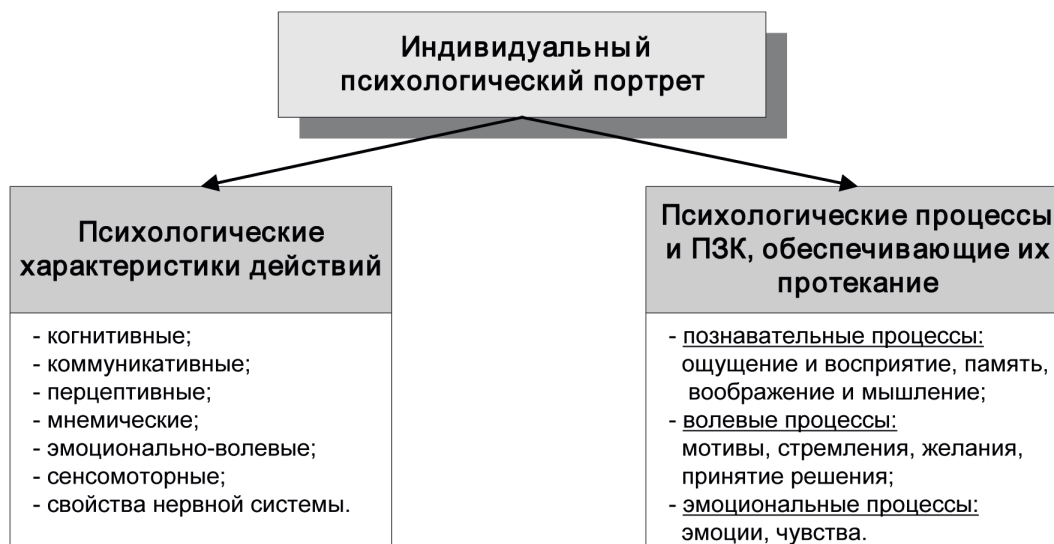 Индивидуальный
психологический портрет
Психологические
характеристики действий
- когнитивные;
- коммуникативные;
- перцептивные;
- мнемические;
- эмоционально-волевые;
- сенсомоторные;
- свойства нервной системы.
Психологические процессы
и ПЗК, обеспечивающие их
протекание
- познавательные процессы:
ощущение и восприятие, память,
воображение и мышление;
- волевые процессы:
мотивы, стремления, желания,
принятие решения;
- эмоциональные процессы:
эмоции, чувства.